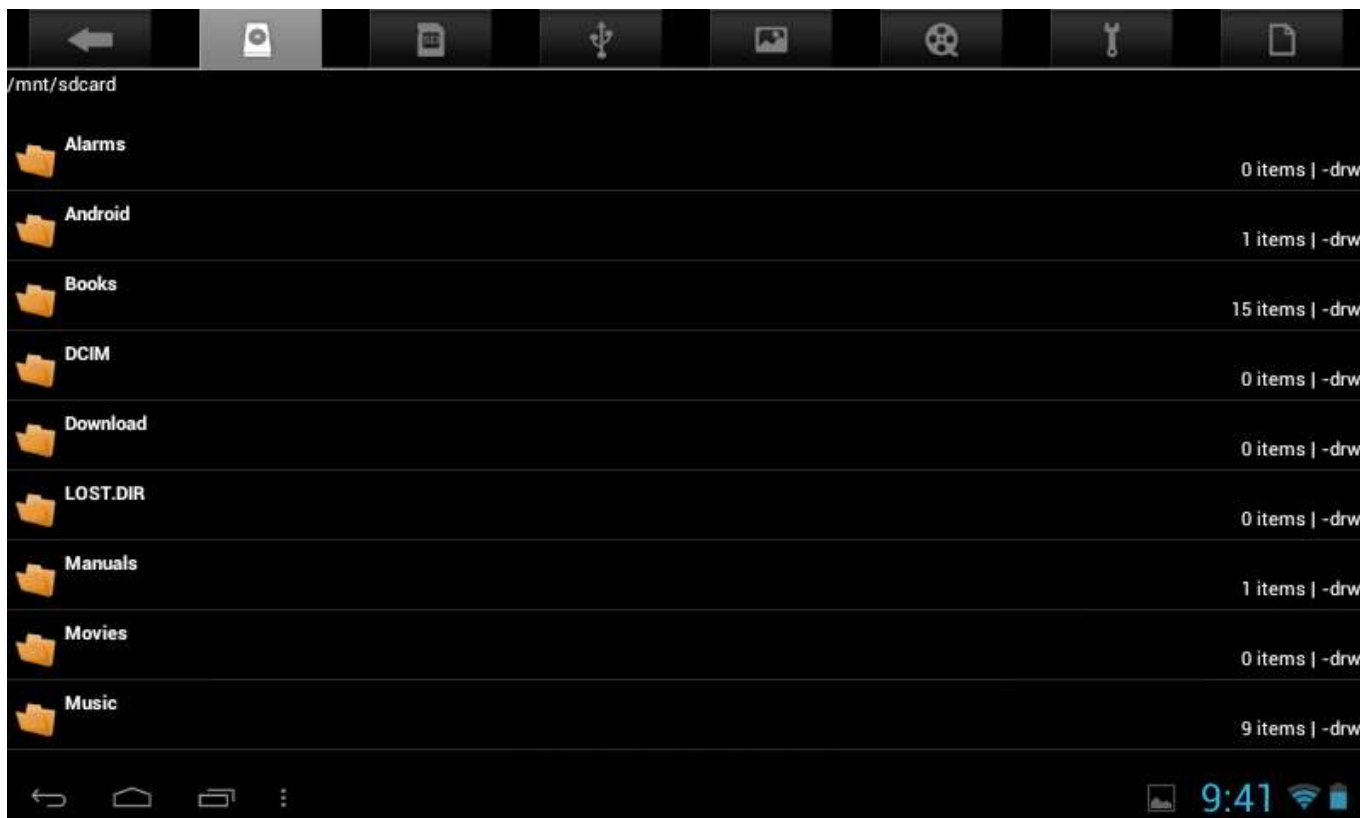 /mnt/sdcard
Alarms
0 items | -drw
Android
1 items | -drw
Books
15 items | -drw
DCIM
0 items | -drw
Download
0 items | -drw
LOST.DIR
0 items | -drw
Manuals
1 items | -drw
Movies
0 items | -drw
Music
9 items | -drw
9:41